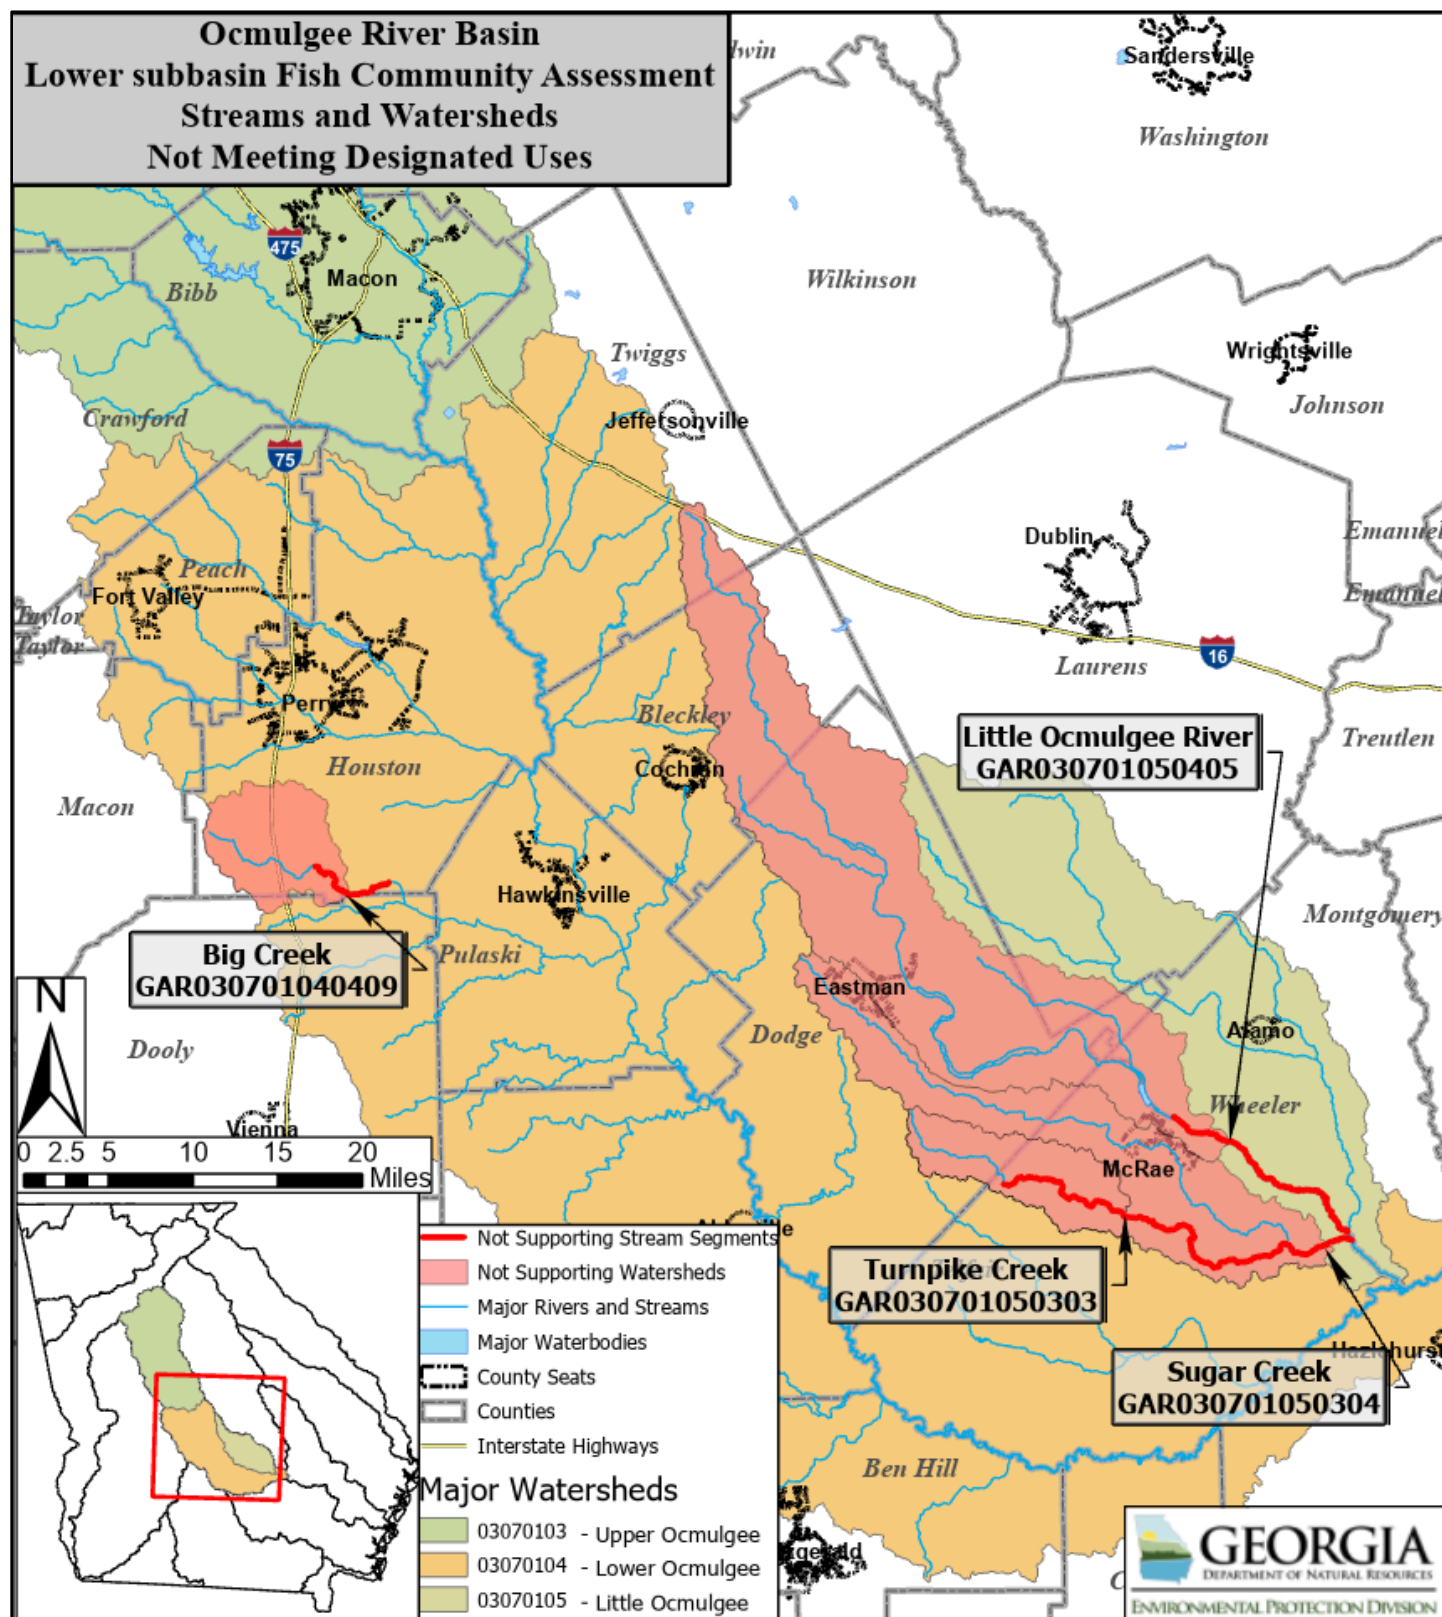 Ocmulgee River Basin
Lower subbasin Fish Community Assessment
Streams and Watersheds
Not Meeting Designated Uses
Sandersville
Washington
475
Macon
Bibb
Wilkinson
Twiggs
Wrightsville
Johnson
Crawford
Jeffersonville
75
Dublin
Emanuel
Peach
Fort Valley
Emanuel
Taylor
Taylor
16
Laurens
Perry
Bleckley
Little Ocmulgee River
GAR030701050405
Treutlen
Houston
Cochran
Macon
Hawkinsville
Montgomery
Big Creek
GAR030701040409
Pulaski
Eastman
N
Dooly
Dodge
Alamo
Wheeler
Vienna
0 2.5 5 10 15 20
Miles
McRae
Turnpike Creek
GAR030701050303
Sugar Creek
GAR030701050304
Ben Hill
Not Supporting Stream Segments
Not Supporting Watersheds
Major Rivers and Streams
Major Waterbodies
County Seats
Counties
Interstate Highways
Major Watersheds
03070103 - Upper Ocmulgee
03070104 - Lower Ocmulgee
03070105 - Little Ocmulgee
GEORGIA
DEPARTMENT OF NATURAL RESOURCES
ENVIRONMENTAL PROTECTION DIVISION